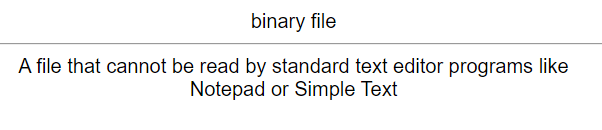 binary file
A file that cannot be read by standard text editor programs like
Notepad or Simple Text